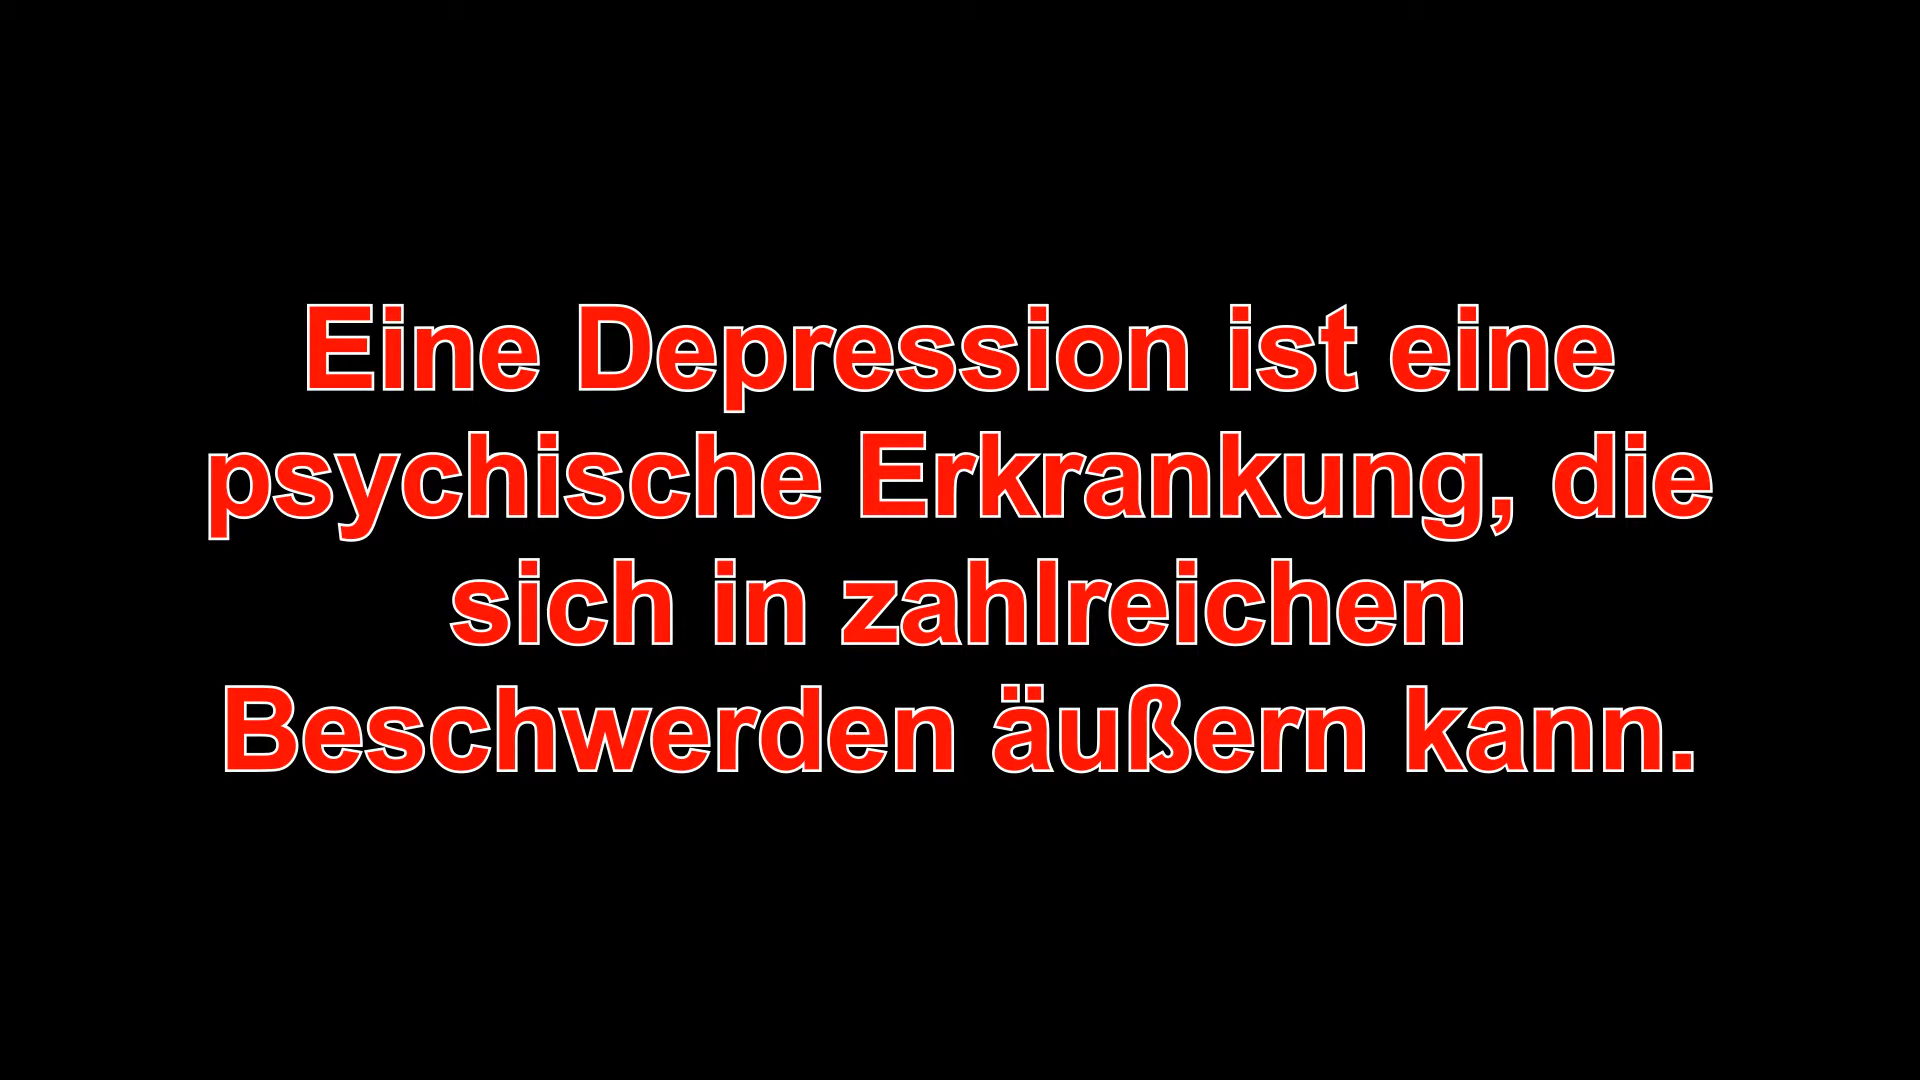 Eine Depression ist eine
psychische Erkrankung, die
sich in zahlreichen
Beschwerden äußern kann.